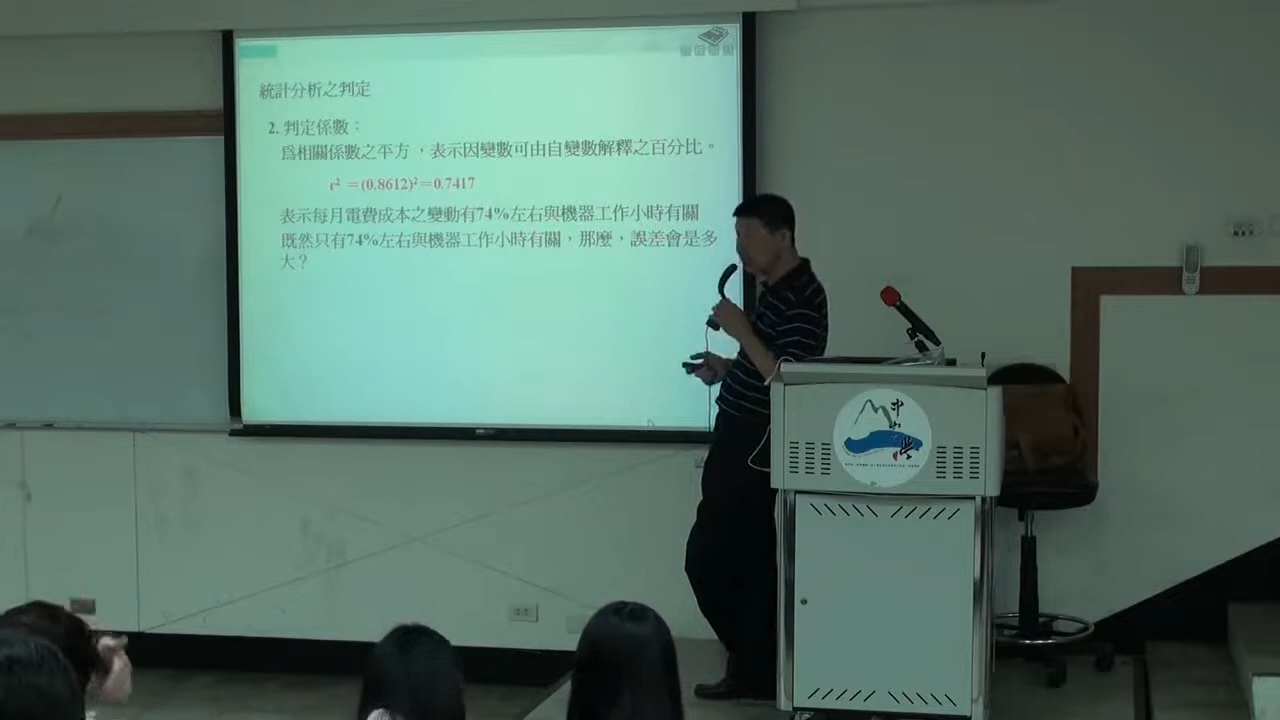 統計分析之判定
2. 判定係數：
爲相關係數之平方，表示因變數可由自變數解釋之百分比。
r² =(0.8612)²=0.7417
表示每月電費成本之變動有74%左右與機器工作小時有關
既然只有74%左右與機器工作小時有關，那麼，誤差會是多
大？
中
興